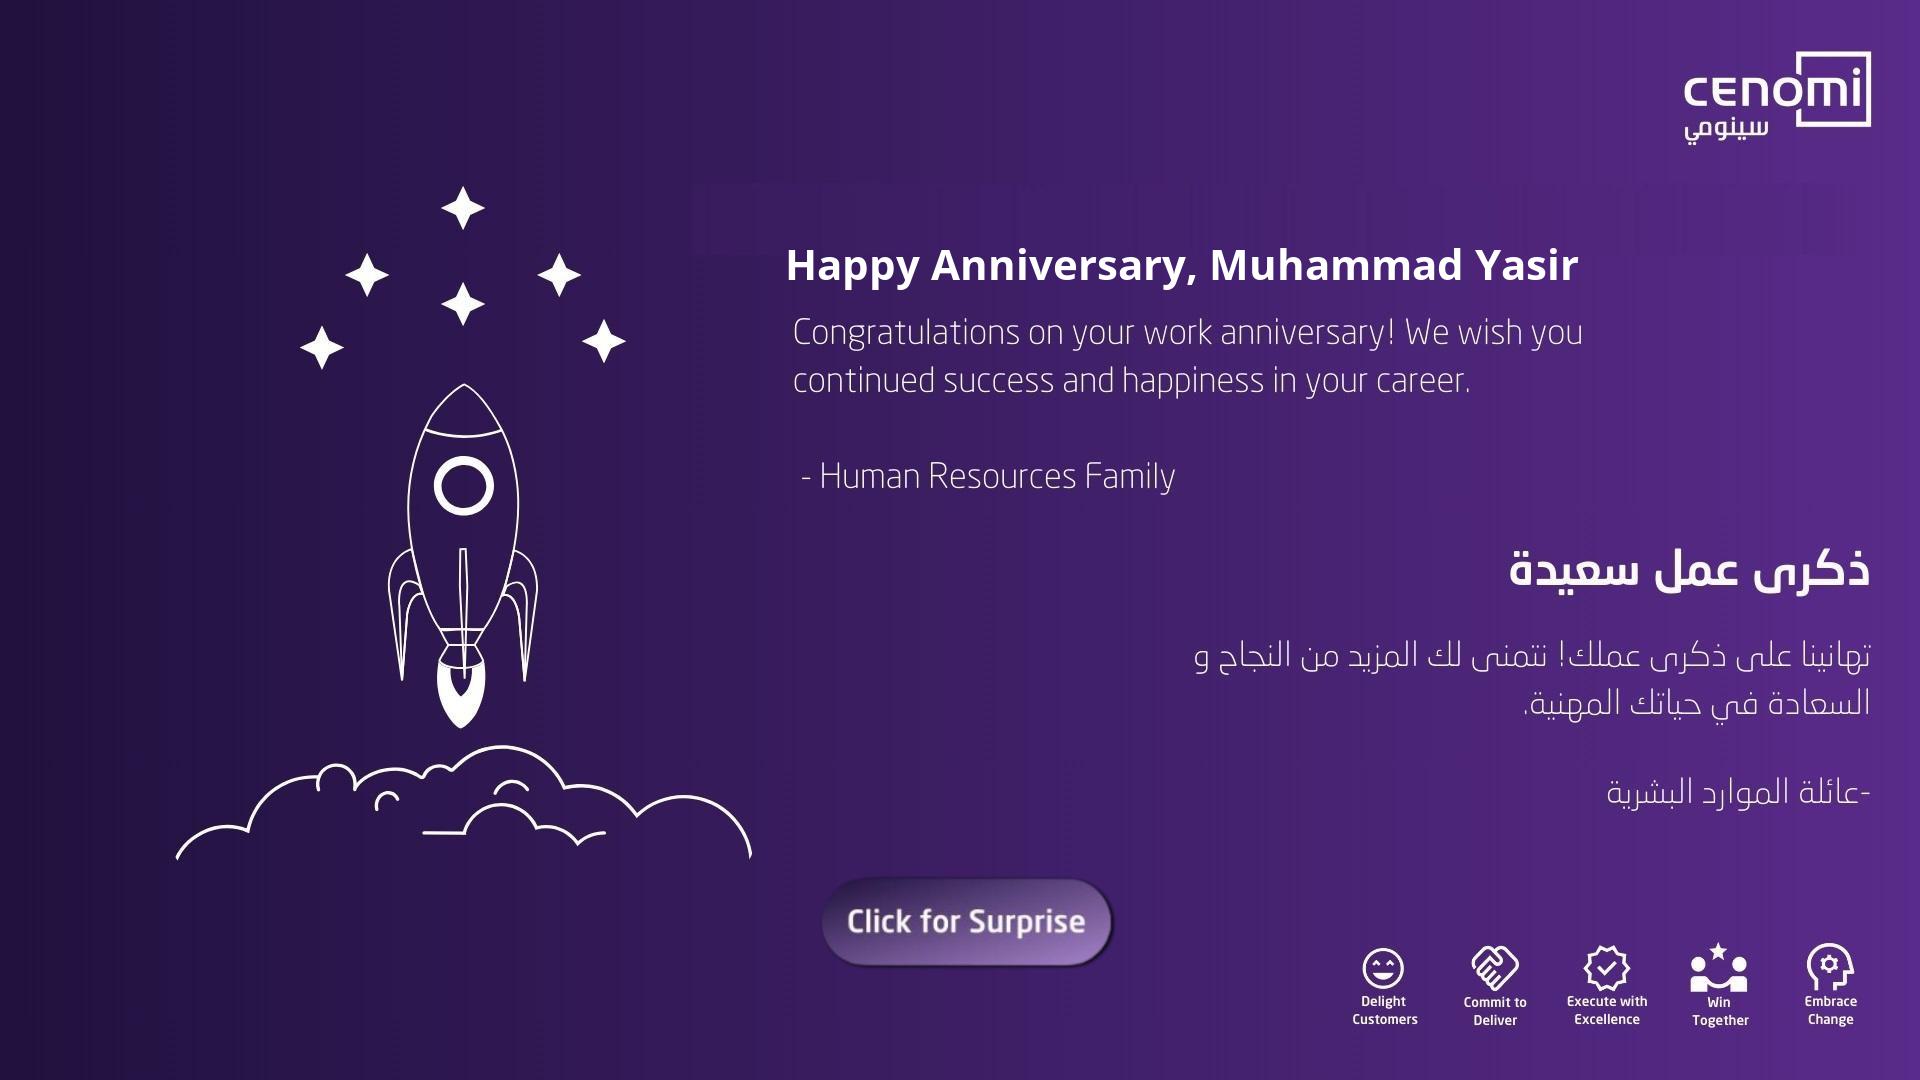 CENOMI
سينومي
Happy Anniversary, Muhammad Yasir
Congratulations on your work anniversary! We wish you
continued success and happiness in your career.
- Human Resources Family
ذكرى عمل سعيدة
تهانينا على ذكرى عملك! نتمنى لك المزيد من النجاح و
السعادة في حياتك المهنية.
-عائلة الموارد البشرية
Click for Surprise
Delight
Customers
Commit to
Deliver
Execute with
Excellence
Win
Together
Embrace
Change